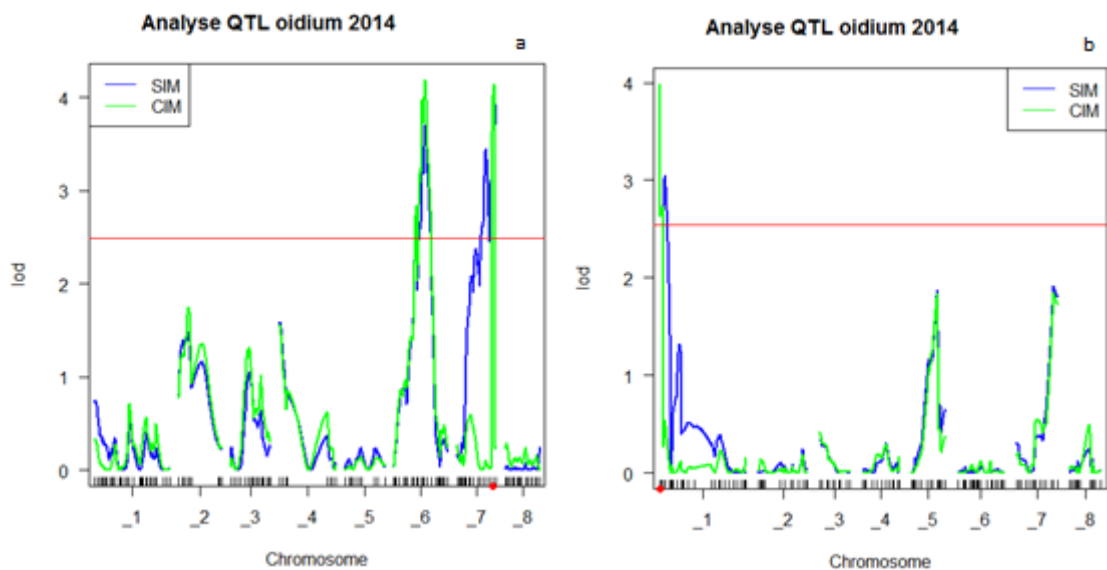 Analyse QTL oidium 2014
a
SIM
CIM
4
3
2
1
0
lod
_1 _2 _3 _4 _5 _6 _7 _8
Chromosome
Analyse QTL oidium 2014
b
SIM
CIM
4
3
2
1
0
lod
_1 _2 _3 _4 _5 _6 _7 _8
Chromosome